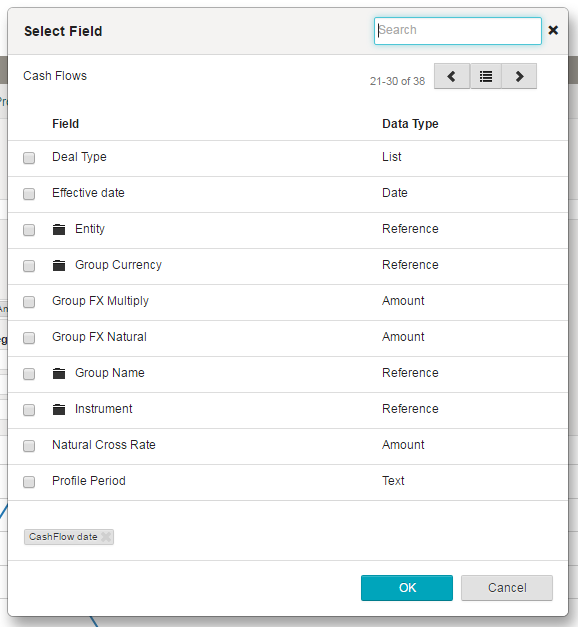 Select Field
Search
Cash Flows
21-30 of 38
Field Data Type
Deal Type List
Effective date Date
Entity Reference
Group Currency Reference
Group FX Multiply Amount
Group FX Natural Amount
Group Name Reference
Instrument Reference
Natural Cross Rate Amount
Profile Period Text
CashFlow date
OK Cancel